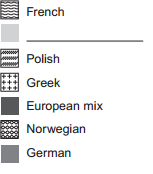 French
Polish
Greek
European mix
Norwegian
German